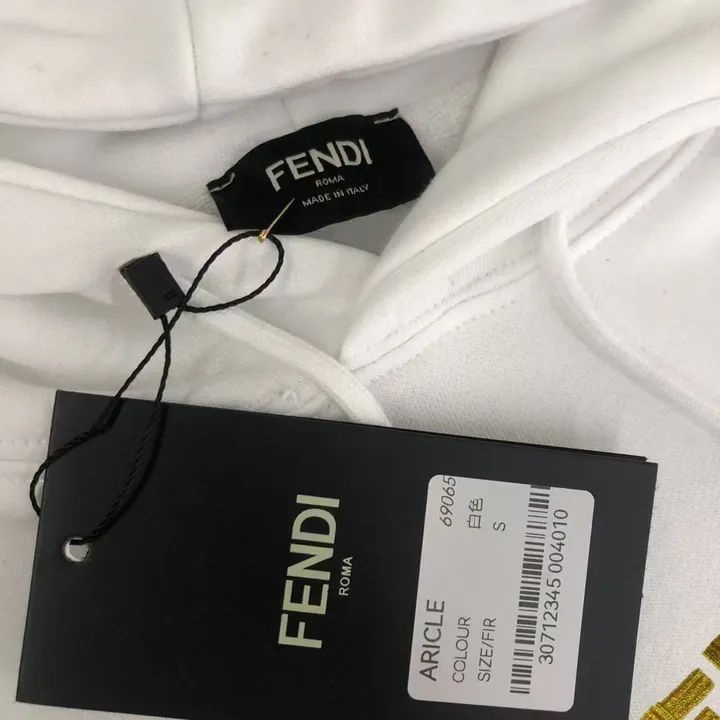 FENDI
ROMA
MADE IN ITALY
FENDI
ROMA
ARICLE 69065
COLOUR 白色
SIZE/FIR S
30712345 004010